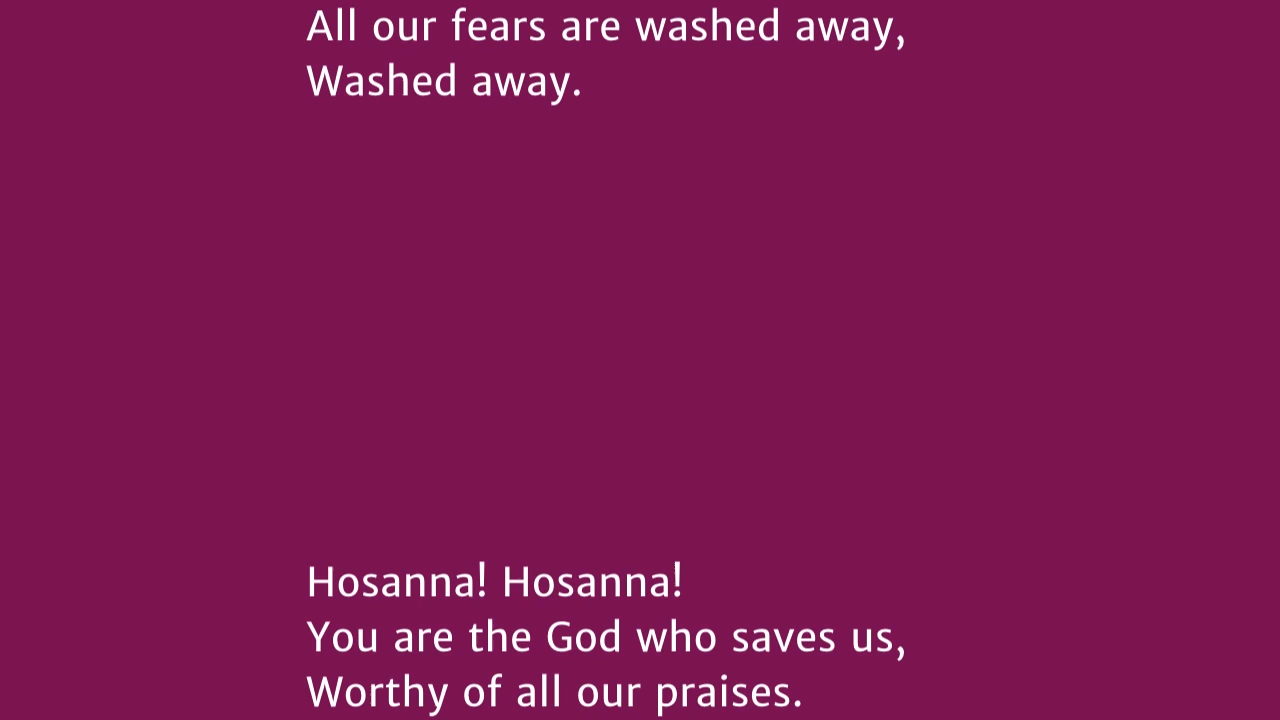 All our fears are washed away,
Washed away.
Hosanna! Hosanna!
You are the God who saves us,
Worthy of all our praises.